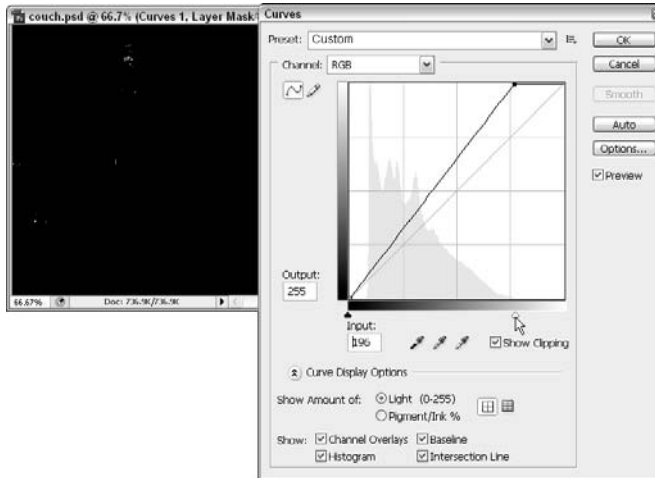 couch.psd @ 66.7% (Curves 1, Layer Mask
66.67%
Doc: 736.9K/736.9K
Curves
Preset: Custom
Channel: RGB
Output:
255
Input:
196
Show Clipping
Curve Display Options
Show Amount of: Light (0-255)
Pigment/Ink %
Show: Channel Overlays Baseline
Histogram Intersection Line
OK
Cancel
Smooth
Auto
Options...
Preview